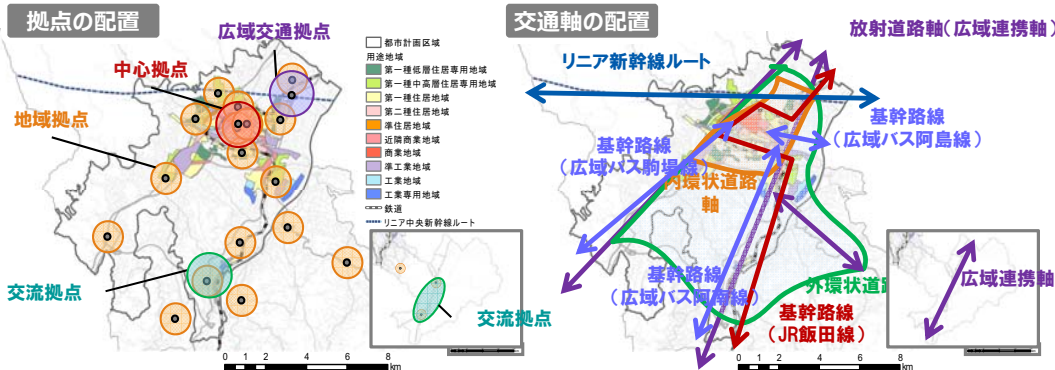 拠点の配置
広域交通拠点
中心拠点
地域拠点
交流拠点
都市計画区域
用途地域
第一種低層住居専用地域
第一種中高層住居専用地域
第一種住居地域
第二種住居地域
準住居地域
近隣商業地域
商業地域
準工業地域
工業地域
工業専用地域
鉄道
リニア中央新幹線ルート
交流拠点
0 1 2 4 6 8
km
交通軸の配置
放射道路軸(広域連携軸)
リニア新幹線ルート
基幹路線
(広域バス阿島線)
基幹路線
(広域バス駒場線)
内環状道路
軸
基幹路線
(広域バス阿南線)
外環状道路
基幹路線
(JR飯田線)
広域連携軸
0 1 2 4 6 8
km